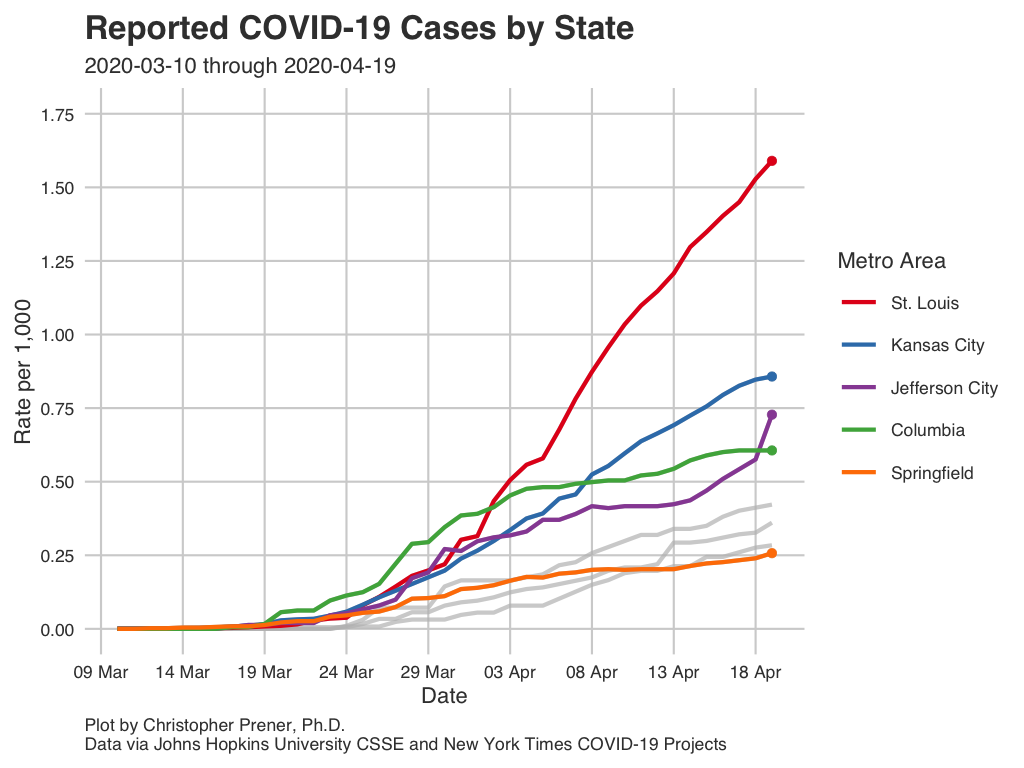 Reported COVID-19 Cases by State
2020-03-10 through 2020-04-19
1.75
1.50
1.25
1.00
0.75
0.50
0.25
0.00
Rate per 1,000
09 Mar 14 Mar 19 Mar 24 Mar 29 Mar 03 Apr 08 Apr 13 Apr 18 Apr
Date
Metro Area
St. Louis
Kansas City
Jefferson City
Columbia
Springfield
Plot by Christopher Prener, Ph.D.
Data via Johns Hopkins University CSSE and New York Times COVID-19 Projects